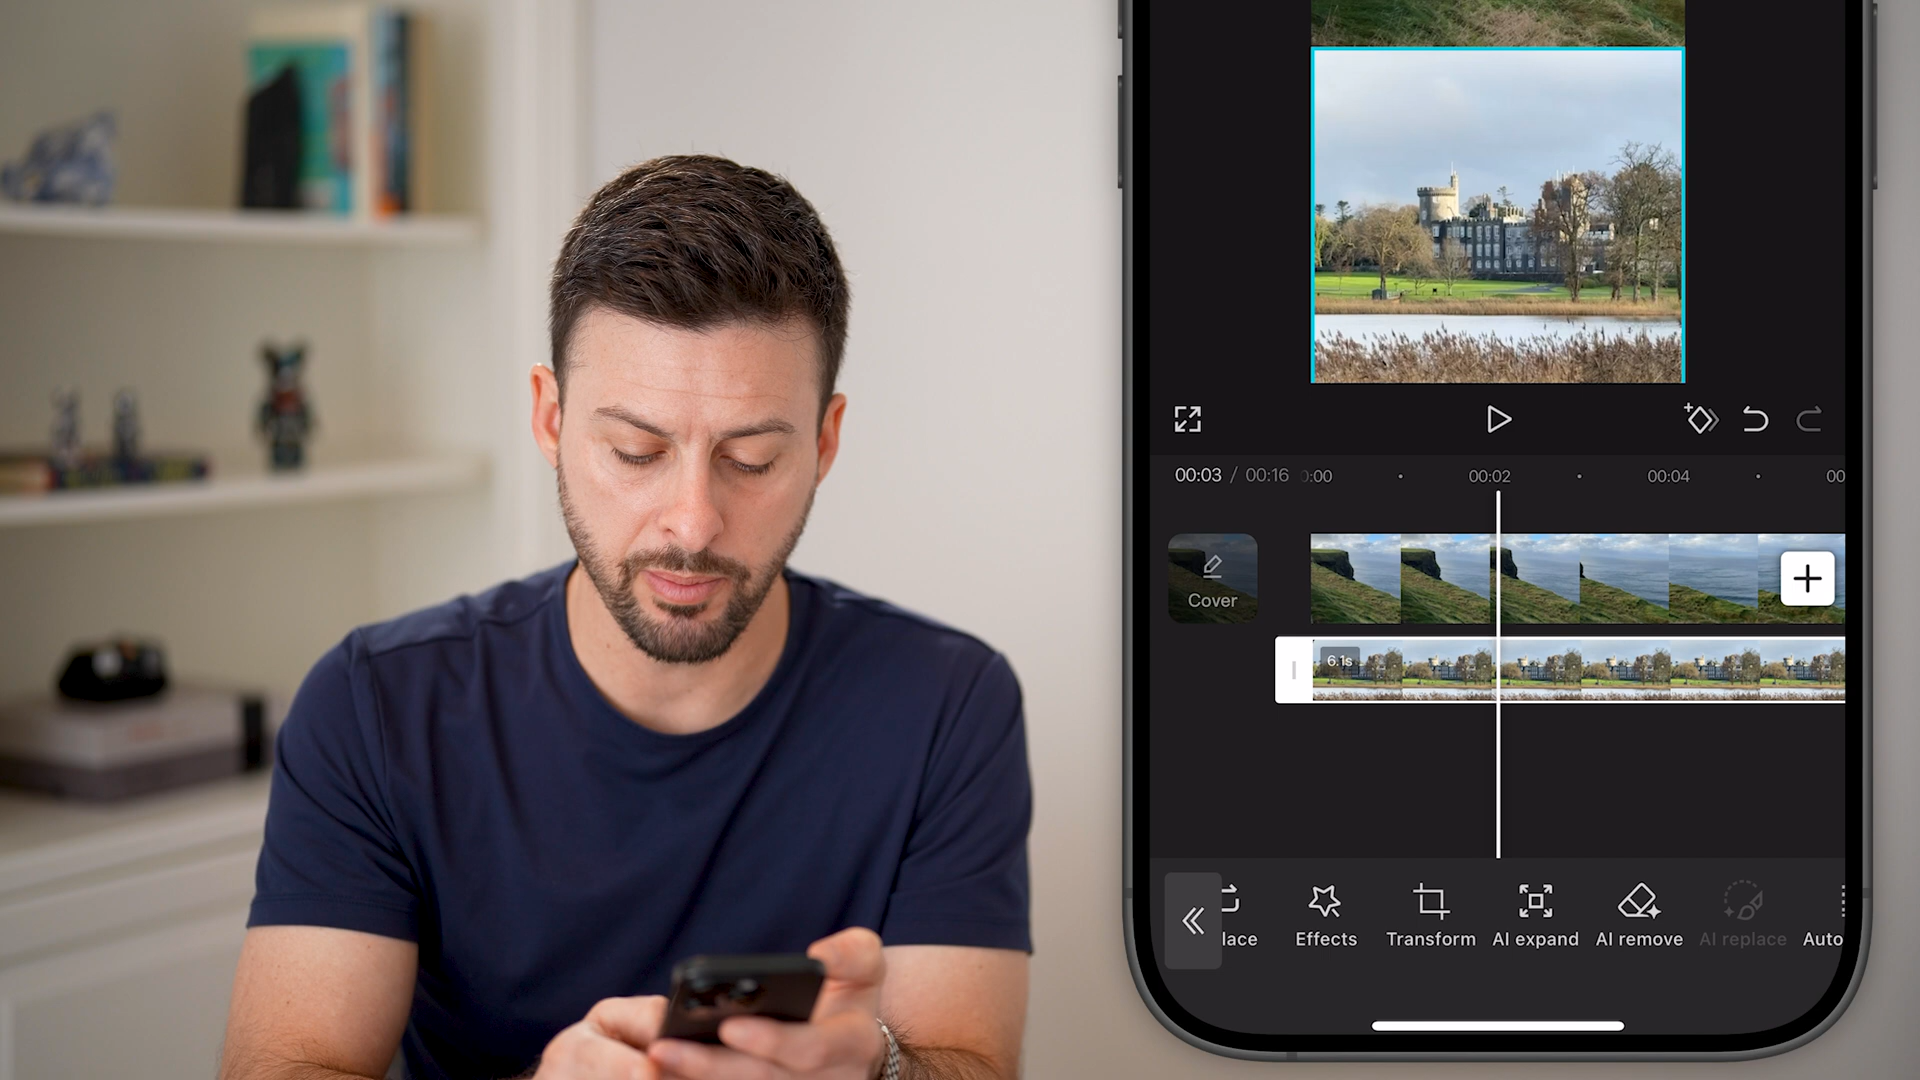 00:03 / 00:16 0:00 00:02 00:04 00
Cover
6.1s
lace Effects Transform AI expand AI remove AI replace Auto